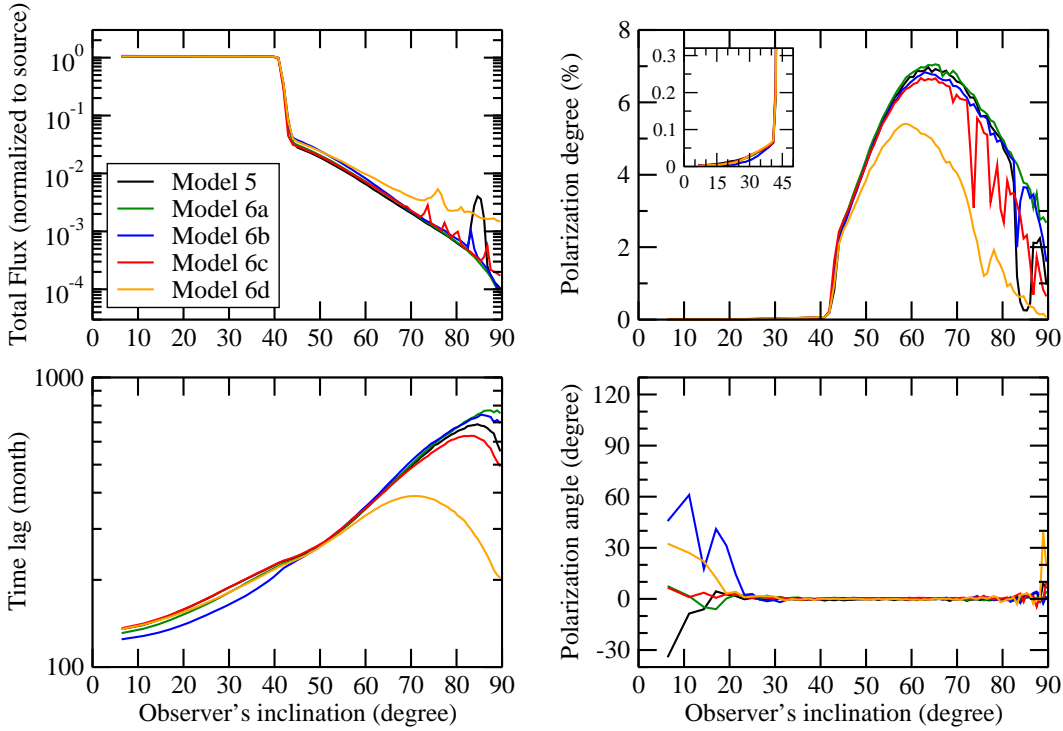 10^0
10^-1
10^-2
10^-3
10^-4
Total Flux (normalized to source)
Model 5
Model 6a
Model 6b
Model 6c
Model 6d
0 10 20 30 40 50 60 70 80 90
8
6
4
2
0
Polarization degree (%)
0.3
0.2
0.1
0
0 15 30 45
0 10 20 30 40 50 60 70 80 90
1000
100
Time lag (month)
0 10 20 30 40 50 60 70 80 90
Observer's inclination (degree)
120
90
60
30
0
-30
Polarization angle (degree)
0 10 20 30 40 50 60 70 80 90
Observer's inclination (degree)